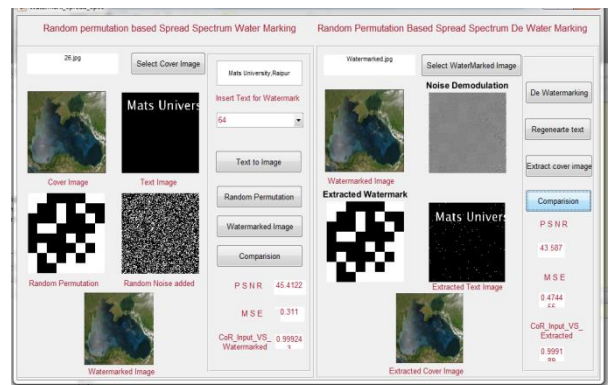 Random permutation based Spread Spectrum Water Marking
26.jpg
Select Cover Image
Mats University,Raipur
Insert Text for Watermark
64
Mats Univers
Cover Image
Text Image
Text to Image
Random Permutation
Watermarked Image
Comparision
Random Permutation
Random Noise added
P S N R 45.4122
M S E 0.311
CoR_Input_VS_
Watermarked
0.99924
Watermarked Image
Random Permutation Based Spread Spectrum De Water Marking
Watermarked.jpg
Select WaterMarked Image
Noise Demodulation
De Watermarking
Regenearte text
Extract cover image
Comparision
Watermarked Image
Extracted Watermark
Mats Univers
Extracted Text Image
P S N R
43.587
M S E
0.4744
CoR_Input_VS_
Extracted
0.9991
Extracted Cover Image